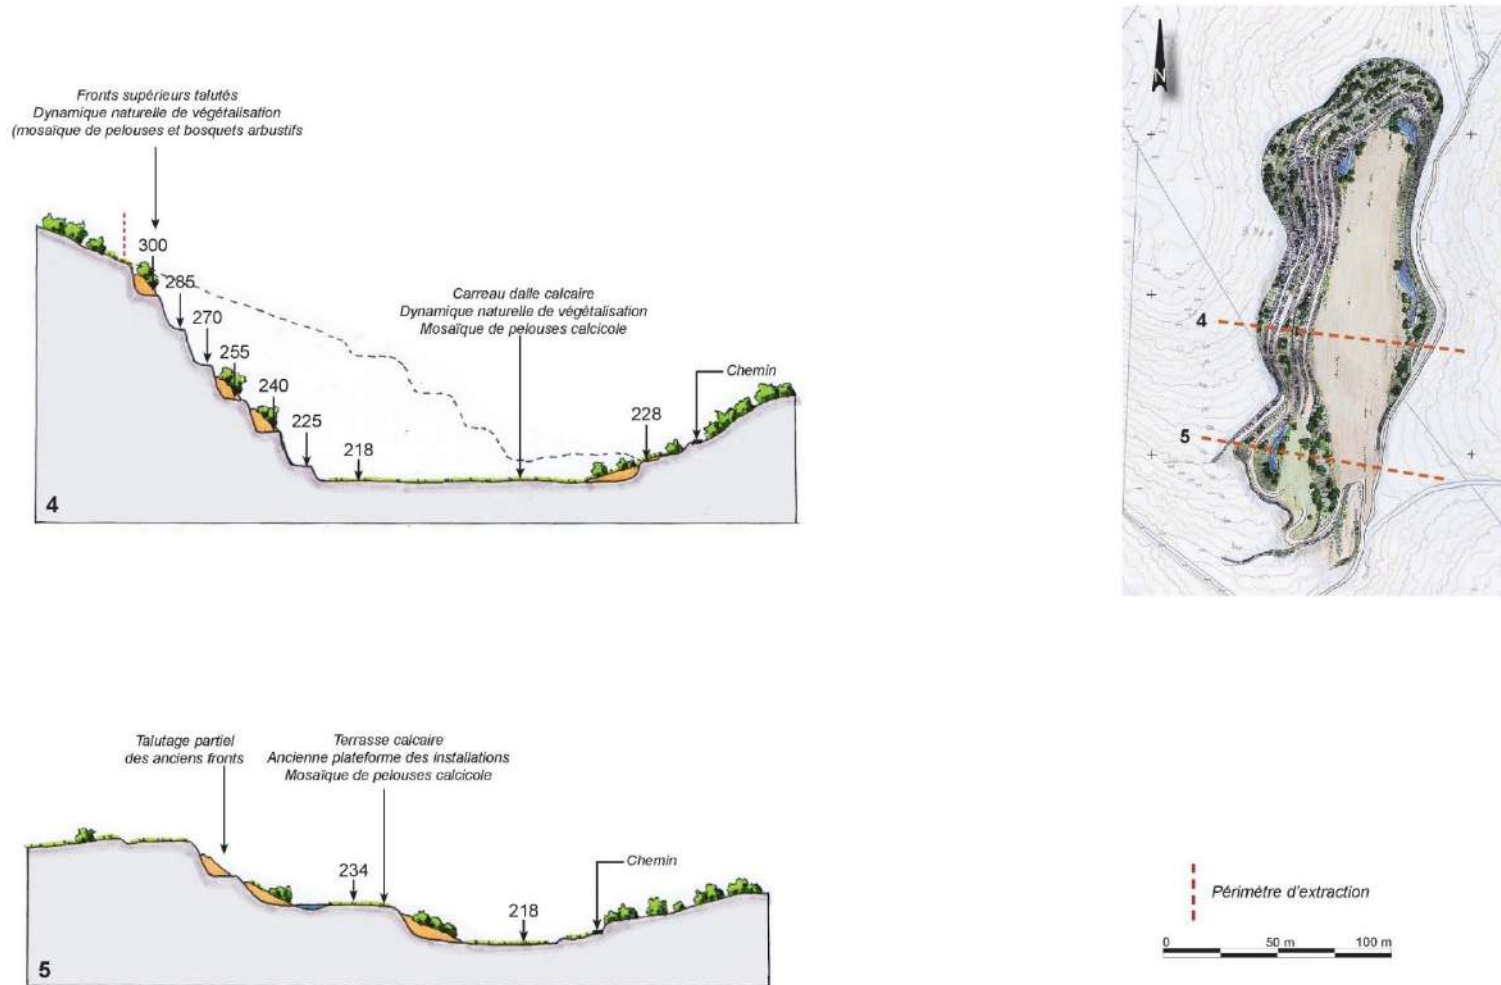 Fronts supérieurs talutés
Dynamique naturelle de végétalisation
(mosaïque de pelouses et bosquets arbustifs
300
285
270
255
240
225
218
Carreau dalle calcaire
Dynamique naturelle de végétalisation
Mosaïque de pelouses calcicole
228
Chemin
4
N
4
5
Talutage partiel
des anciens fronts
Terrasse calcaire
Ancienne plateforme des installations
Mosaïque de pelouses calcicole
234
218
Chemin
5
Périmètre d'extraction
0 50 m 100 m